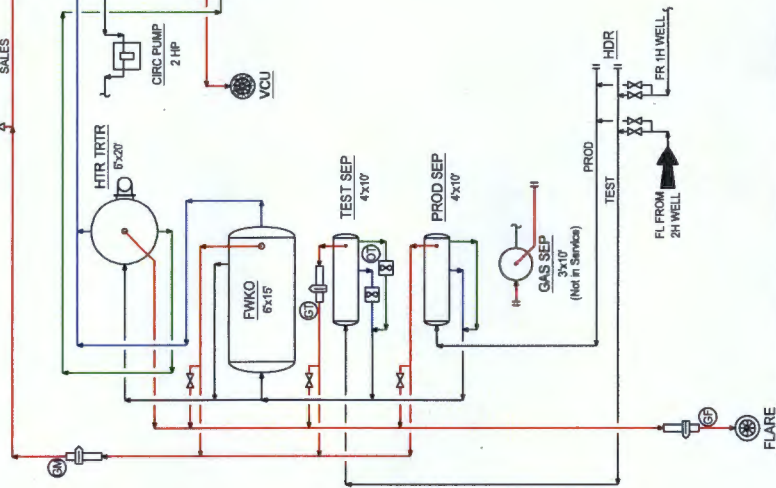 SALES
CIRC PUMP
2 HP
VCU
HTR TRTR
6'x20'
FWKO
6'x15'
TEST SEP
4'x10'
PROD SEP
4'x10'
GAS SEP
3'x10'
(Not in Service)
HDR
FR 1H WELL
PROD
TEST
FL FROM
2H WELL
GM
GT
OT
GF
FLARE